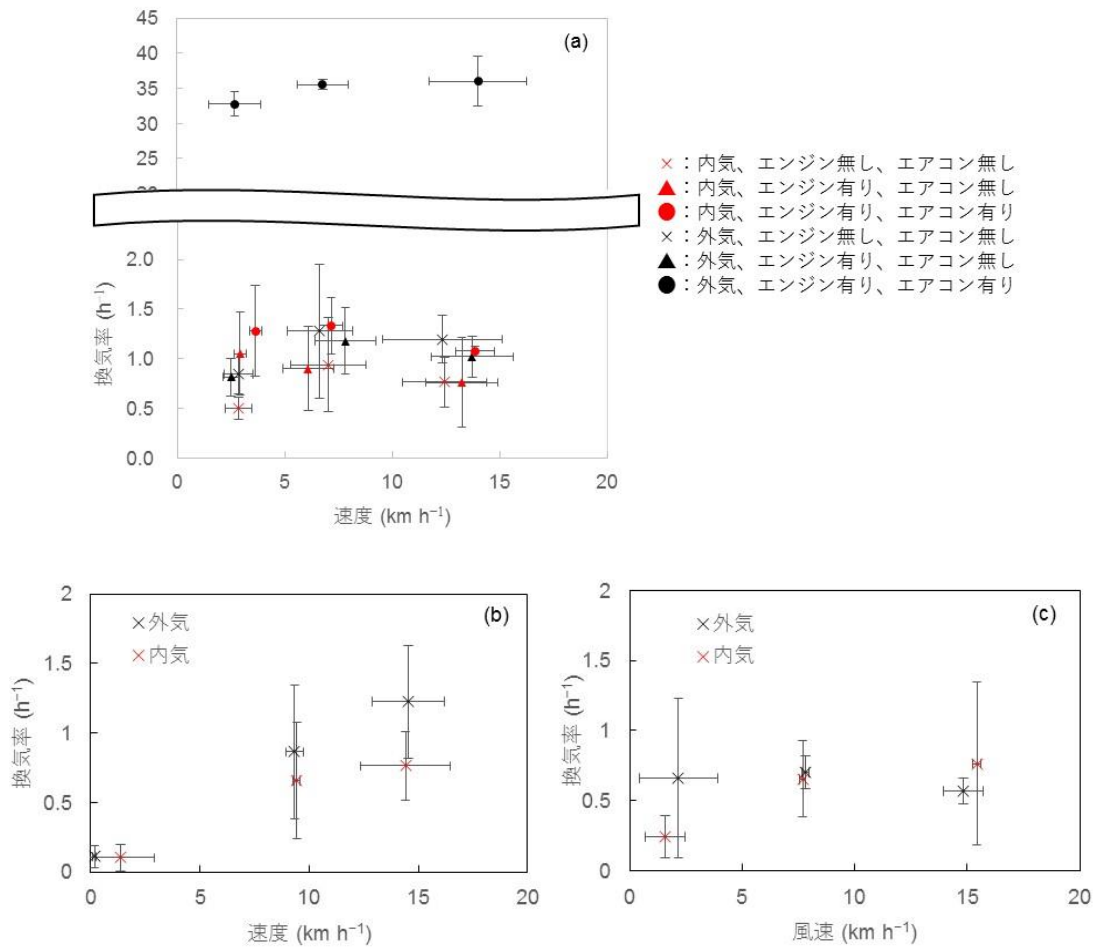 45
(a)
40
35
30
25
×：内気、エンジン無し、エアコン無し
▲：内気、エンジン有り、エアコン無し
●：内気、エンジン有り、エアコン有り
×：外気、エンジン無し、エアコン無し
▲：外気、エンジン有り、エアコン無し
●：外気、エンジン有り、エアコン有り
2.0
1.5
1.0
0.5
0.0
換気率 (h⁻¹)
0 5 10 15 20
速度 (km h⁻¹)
2
×外気
(b)
×内気
1.5
1
0.5
0
換気率 (h⁻¹)
0 5 10 15 20
速度 (km h⁻¹)
2
×外気
(c)
×内気
1.5
1
0.5
0
換気率 (h⁻¹)
0 5 10 15 20
風速 (km h⁻¹)